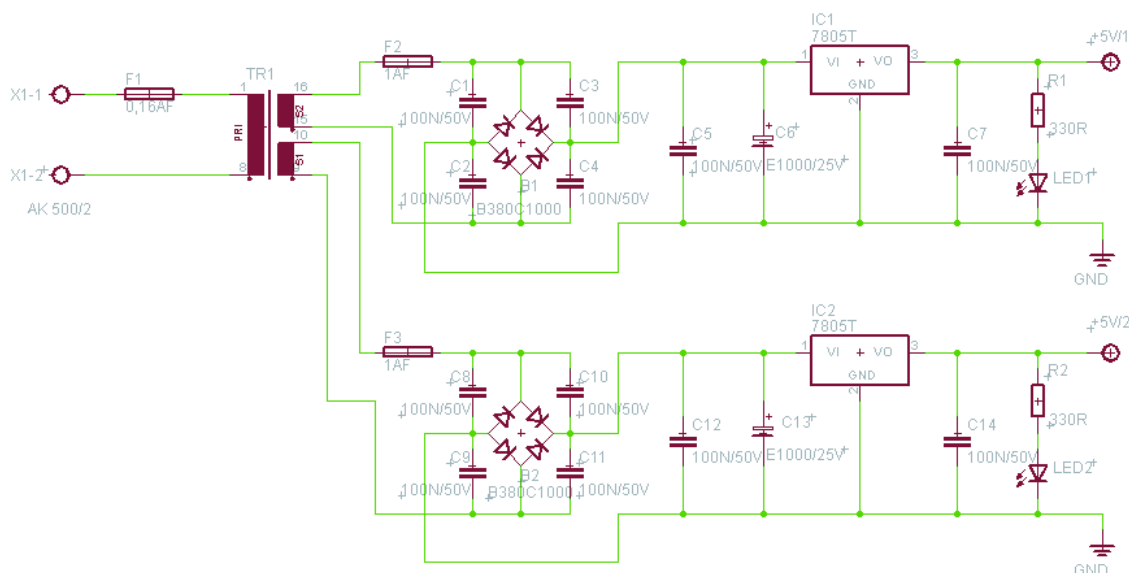 IC1
7805T
+5V/1
F2
1AF
1
VI
VO
3
GND
2
TR1
F1
X1-1
0,16AF
1
16
S2
15
PRI
10
S1
8
9
X1-2
AK 500/2
C1
100N/50V
C3
100N/50V
C2
100N/50V
C4
100N/50V
B1
B380C1000
C5
100N/50V
C6
E1000/25V
C7
100N/50V
R1
330R
LED1
GND
IC2
7805T
+5V/2
F3
1AF
1
VI
VO
3
GND
2
C8
100N/50V
C10
100N/50V
C9
100N/50V
C11
100N/50V
B2
B380C1000
C12
100N/50V
C13
E1000/25V
C14
100N/50V
R2
330R
LED2
GND